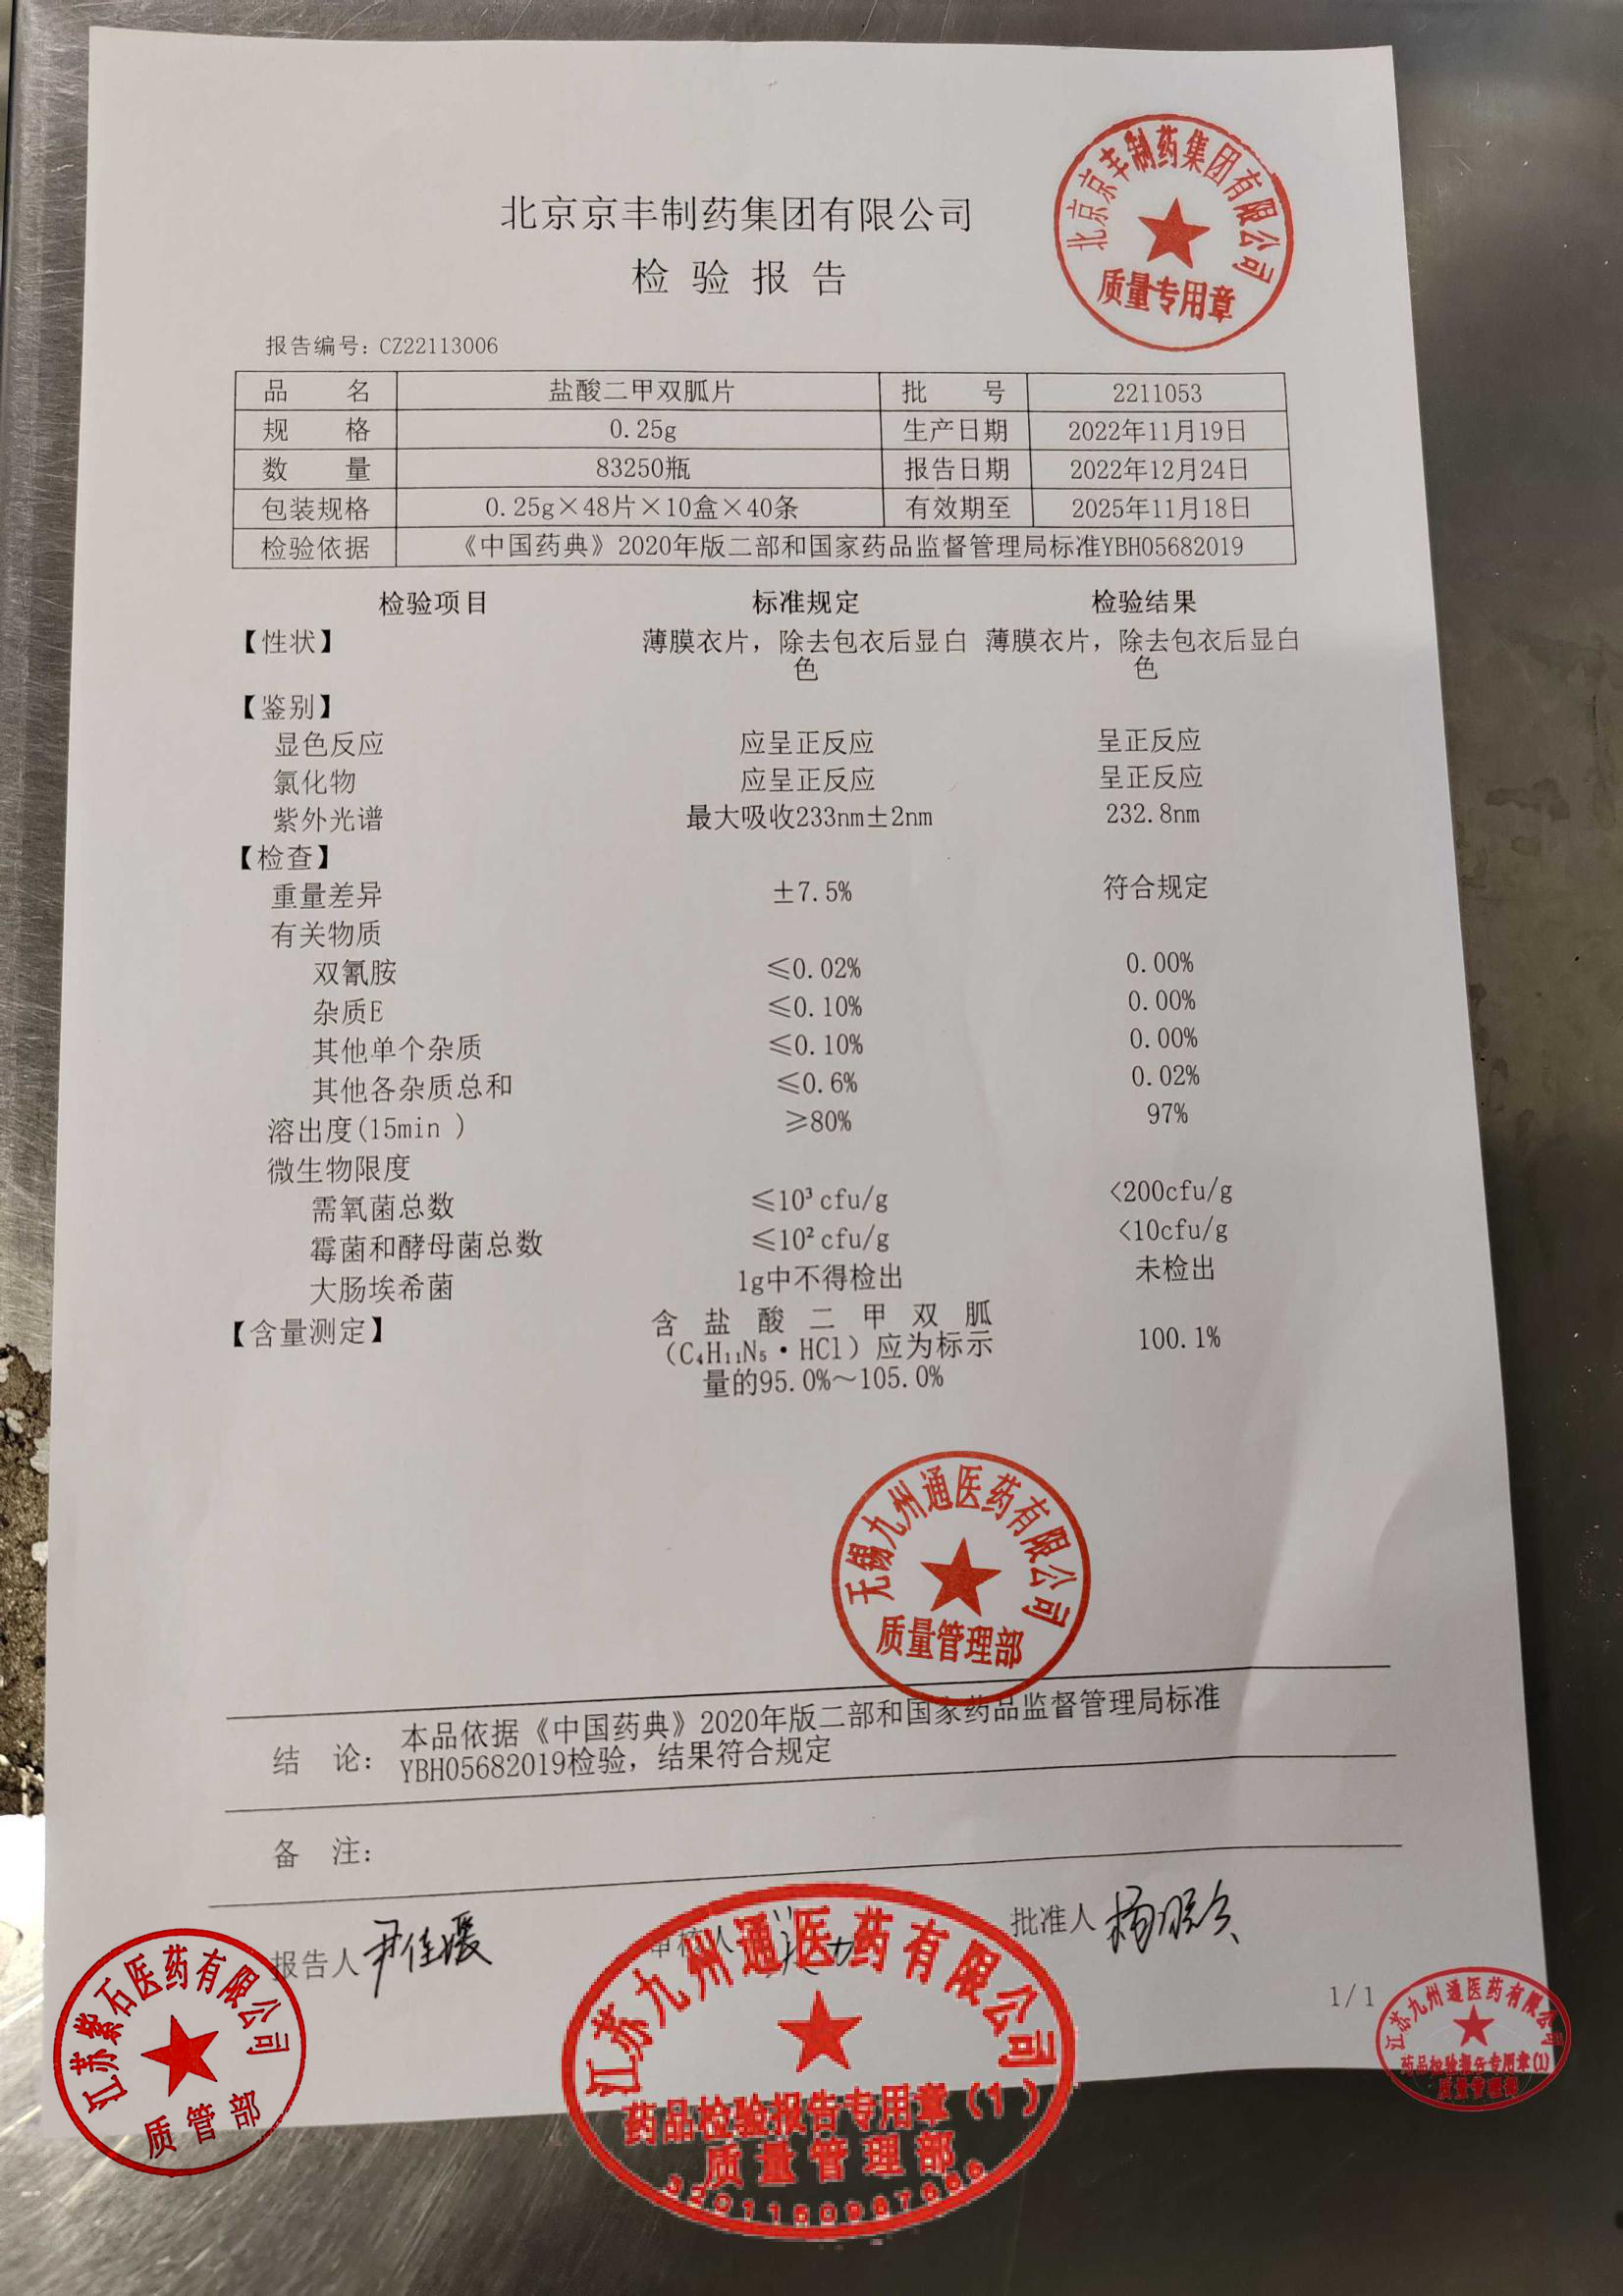 北京京丰制药集团有限公司
检验报告
北京京丰制药集团有限公司
质量专用章
报告编号：CZ22113006
品 名 盐酸二甲双胍片 批 号 2211053
规 格 0.25g 生产日期 2022年11月19日
数 量 83250瓶 报告日期 2022年12月24日
包装规格 0.25g×48片×10盒×40条 有效期至 2025年11月18日
检验依据 《中国药典》2020年版二部和国家药品监督管理局标准YBH05682019
检验项目 标准规定 检验结果
【性状】 薄膜衣片，除去包衣后显白 薄膜衣片，除去包衣后显白
色 色
【鉴别】
显色反应 应呈正反应 呈正反应
氯化物 应呈正反应 呈正反应
紫外光谱 最大吸收233nm±2nm 232.8nm
【检查】
重量差异 ±7.5% 符合规定
有关物质
双氰胺 ≤0.02% 0.00%
杂质E ≤0.10% 0.00%
其他单个杂质 ≤0.10% 0.00%
其他各杂质总和 ≤0.6% 0.02%
溶出度(15min ) ≥80% 97%
微生物限度
需氧菌总数 ≤10³cfu/g <200cfu/g
霉菌和酵母菌总数 ≤10²cfu/g <10cfu/g
大肠埃希菌 1g中不得检出 未检出
【含量测定】 含盐酸二甲双胍 100.1%
（C₄H₁₁N₅·HCl）应为标示
量的95.0%～105.0%
无锡九州通医药有限公司
质量管理部
结 论： 本品依据《中国药典》2020年版二部和国家药品监督管理局标准
YBH05682019检验，结果符合规定
备 注：
报告人 尹佳媛 审核人 批准人
1/1
江苏紫石医药有限公司
质管部
江苏九州通医药有限公司
药品检验报告专用章(1)
质量管理部
江苏九州通医药有限公司
药品检验报告专用章(1)
质量管理部